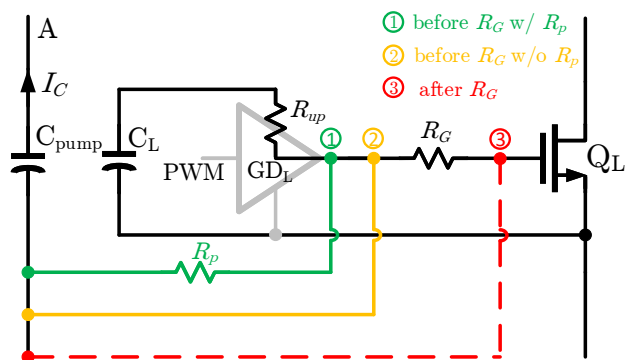 A
① before R_G w/ R_p
② before R_G w/o R_p
③ after R_G
I_C
C_pump
C_L
R_up
PWM
GD_L
①
②
R_G
③
Q_L
R_p